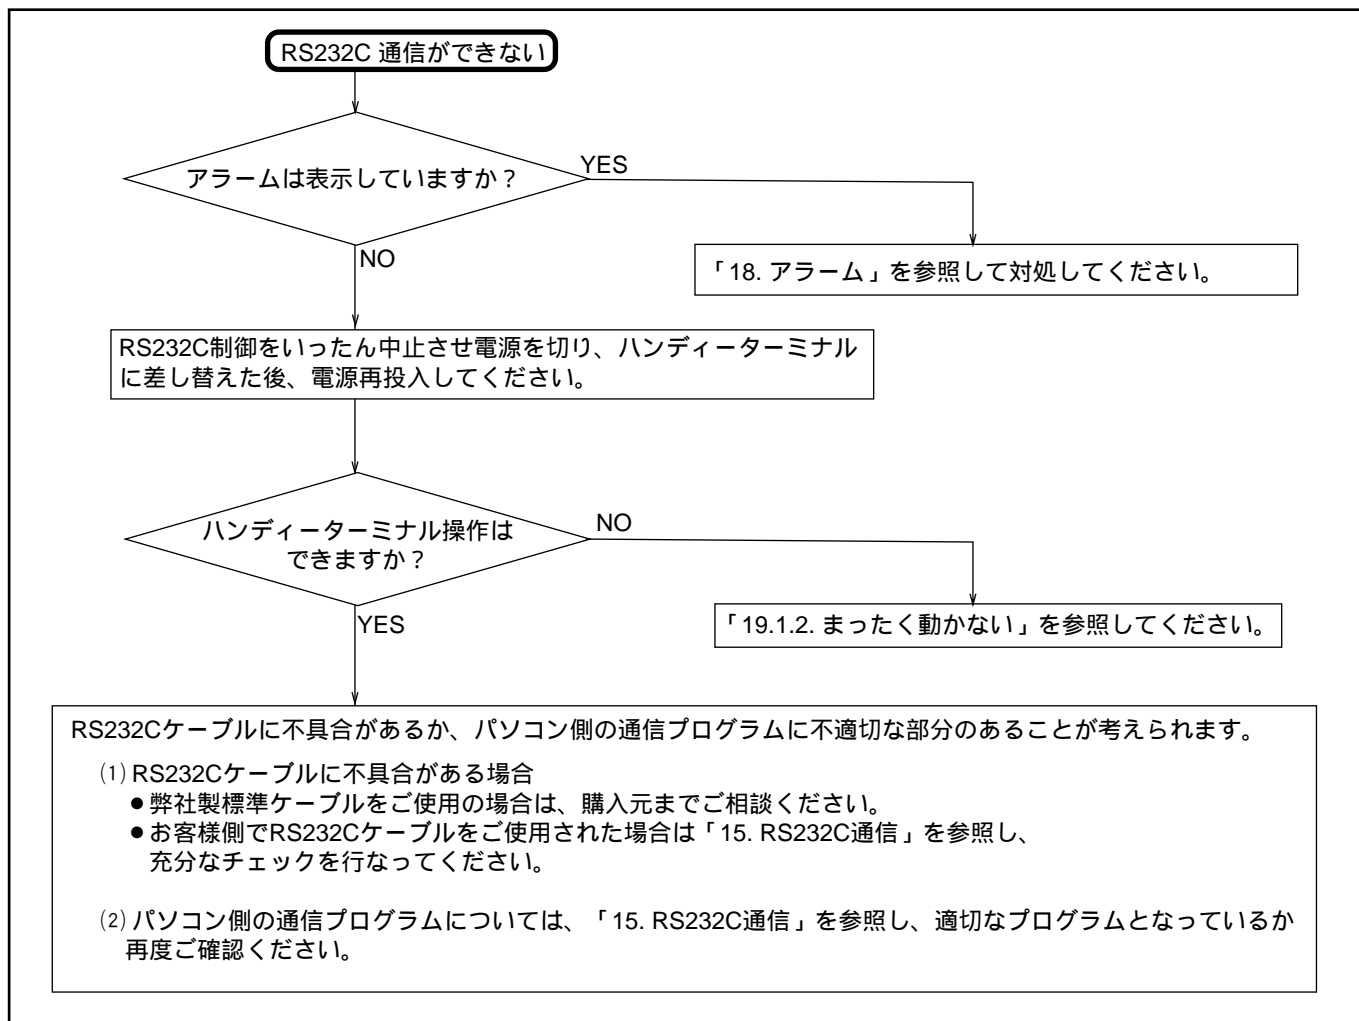 RS232C 通信ができない
アラームは表示していますか？
YES
NO
「18. アラーム」を参照して対処してください。
RS232C制御をいったん中止させ電源を切り、ハンディーターミナル
に差し替えた後、電源再投入してください。
ハンディーターミナル操作は
できますか？
NO
YES
「19.1.2. まったく動かない」を参照してください。
RS232Cケーブルに不具合があるか、パソコン側の通信プログラムに不適切な部分のあることが考えられます。
⑴ RS232Cケーブルに不具合がある場合
● 弊社製標準ケーブルをご使用の場合は、購入元までご相談ください。
● お客様側でRS232Cケーブルをご使用された場合は「15. RS232C通信」を参照し、
充分なチェックを行なってください。
⑵ パソコン側の通信プログラムについては、「15. RS232C通信」を参照し、適切なプログラムとなっているか
再度ご確認ください。